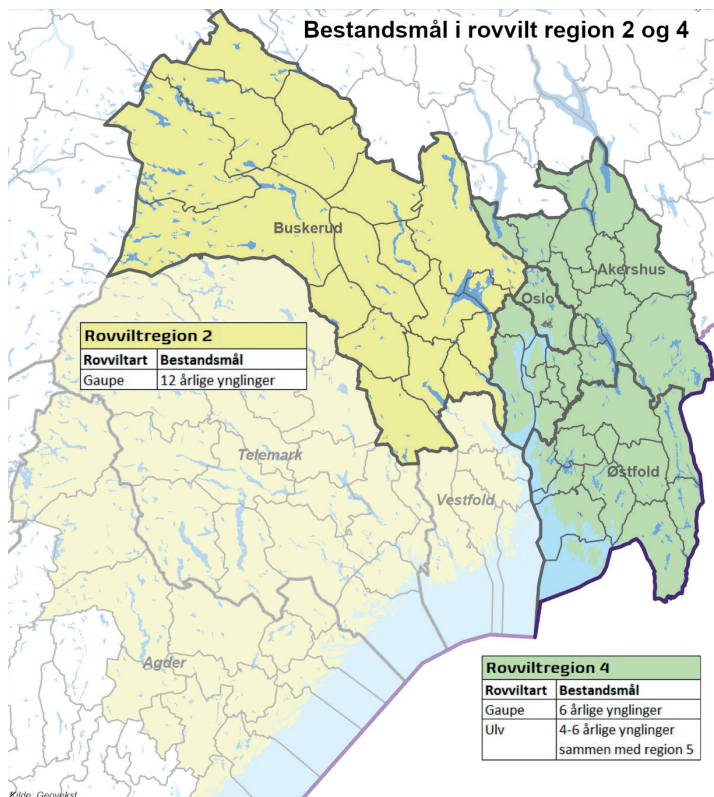 Bestandsmål i rovvilt region 2 og 4
Buskerud
Akershus
Oslo
Rovviltregion 2
Rovviltart Bestandsmål
Gaupe 12 årlige ynglinger
Telemark
Østfold
Vestfold
Agder
Rovviltregion 4
Rovviltart Bestandsmål
Gaupe 6 årlige ynglinger
Ulv 4-6 årlige ynglinger
sammen med region 5
Kilde: Geovekst